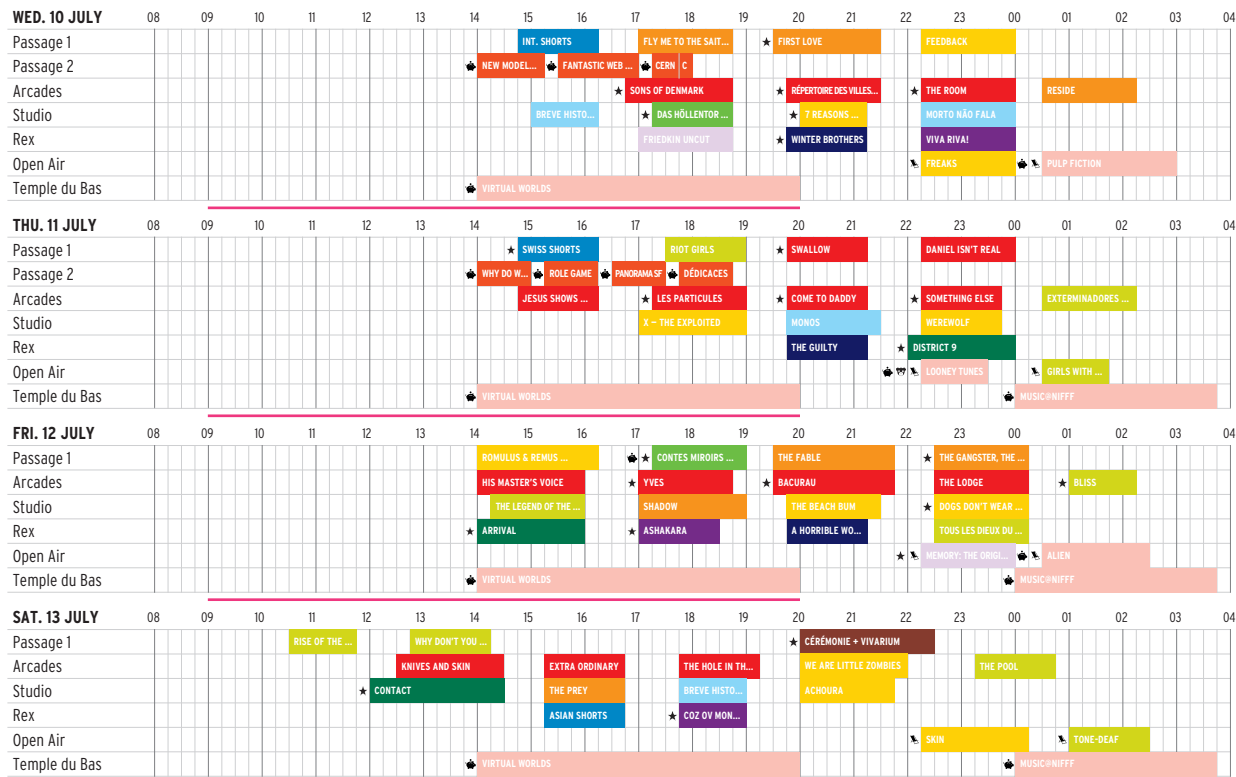 WED. 10 JULY 08 09 10 11 12 13 14 15 16 17 18 19 20 21 22 23 00 01 02 03 04
Passage 1 INT. SHORTS FLY ME TO THE SAIT... FIRST LOVE FEEDBACK
Passage 2 NEW MODEL... FANTASTIC WEB ... CERN C
Arcades SONS OF DENMARK RÉPERTOIRE DES VILLES... THE ROOM RESIDE
Studio BREVE HISTO... DAS HÖLLENTOR ... 7 REASONS ... MORTO NÃO FALA
Rex FRIEDKIN UNCUT WINTER BROTHERS VIVA RIVA!
Open Air FREAKS PULP FICTION
Temple du Bas VIRTUAL WORLDS
THU. 11 JULY 08 09 10 11 12 13 14 15 16 17 18 19 20 21 22 23 00 01 02 03 04
Passage 1 SWISS SHORTS RIOT GIRLS SWALLOW DANIEL ISN'T REAL
Passage 2 WHY DO W... ROLE GAME PANORAMA SF DÉDICACES
Arcades JESUS SHOWS ... LES PARTICULES COME TO DADDY SOMETHING ELSE EXTERMINADORES ...
Studio X – THE EXPLOITED MONOS WEREWOLF
Rex THE GUILTY DISTRICT 9
Open Air LOONEY TUNES GIRLS WITH ...
Temple du Bas VIRTUAL WORLDS MUSIC@NIFFF
FRI. 12 JULY 08 09 10 11 12 13 14 15 16 17 18 19 20 21 22 23 00 01 02 03 04
Passage 1 ROMULUS & REMUS ... CONTES MIROIRS ... THE FABLE THE GANGSTER, THE ...
Arcades HIS MASTER'S VOICE YVES BACURAU THE LODGE BLISS
Studio THE LEGEND OF THE ... SHADOW THE BEACH BUM DOGS DON'T WEAR ...
Rex ARRIVAL ASHAKARA A HORRIBLE WO... TOUS LES DIEUX DU ...
Open Air MEMORY: THE ORIGI... ALIEN
Temple du Bas VIRTUAL WORLDS MUSIC@NIFFF
SAT. 13 JULY 08 09 10 11 12 13 14 15 16 17 18 19 20 21 22 23 00 01 02 03 04
Passage 1 RISE OF THE ... WHY DON'T YOU ... CÉRÉMONIE + VIVARIUM
Arcades KNIVES AND SKIN EXTRA ORDINARY THE HOLE IN TH... WE ARE LITTLE ZOMBIES THE POOL
Studio CONTACT THE PREY BREVE HISTO... ACHOURA
Rex ASIAN SHORTS COZ OV MON...
Open Air SKIN TONE-DEAF
Temple du Bas VIRTUAL WORLDS MUSIC@NIFFF